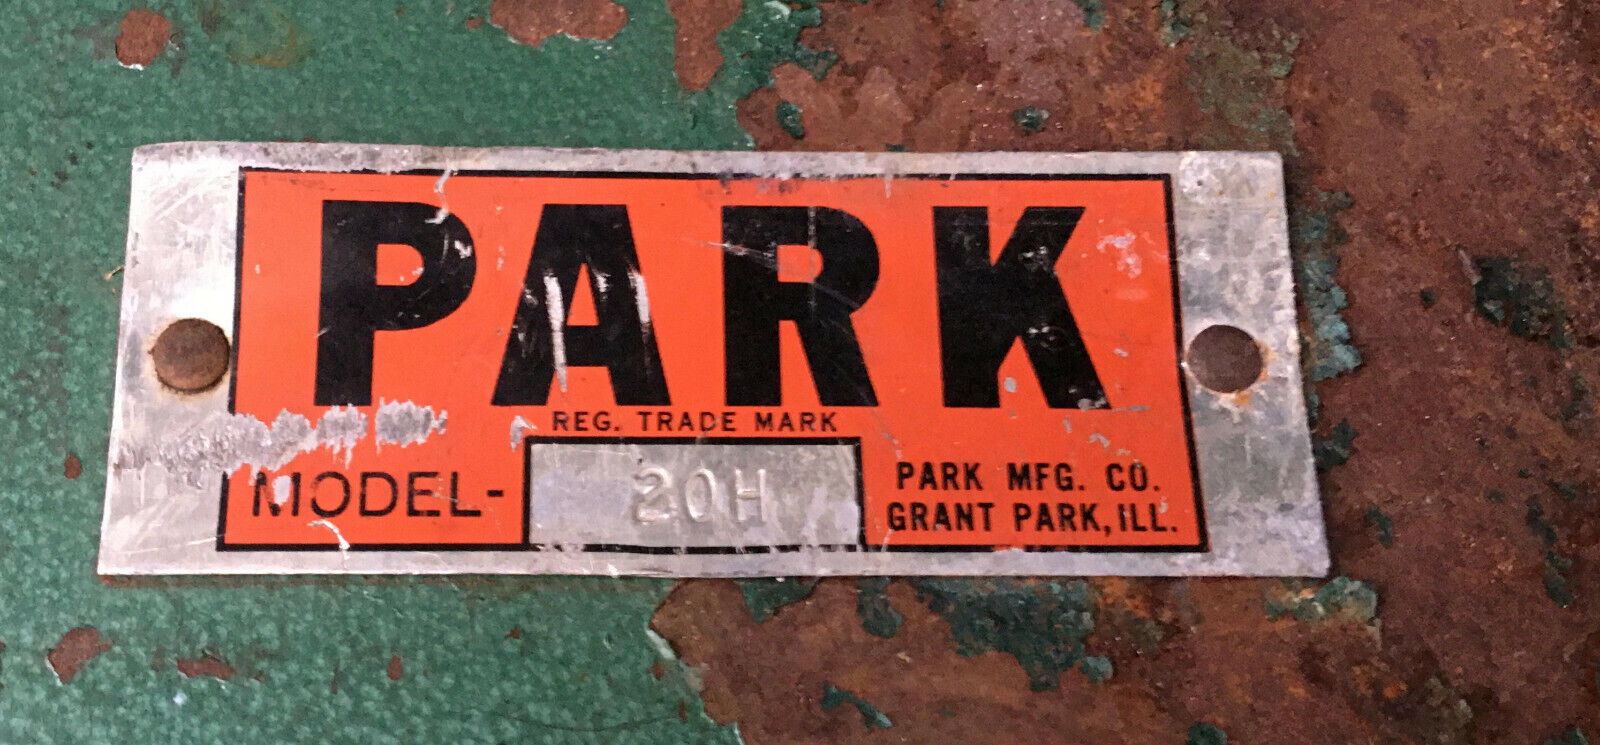 PARK
REG. TRADE MARK
MODEL- 20H
PARK MFG. CO.
GRANT PARK, ILL.